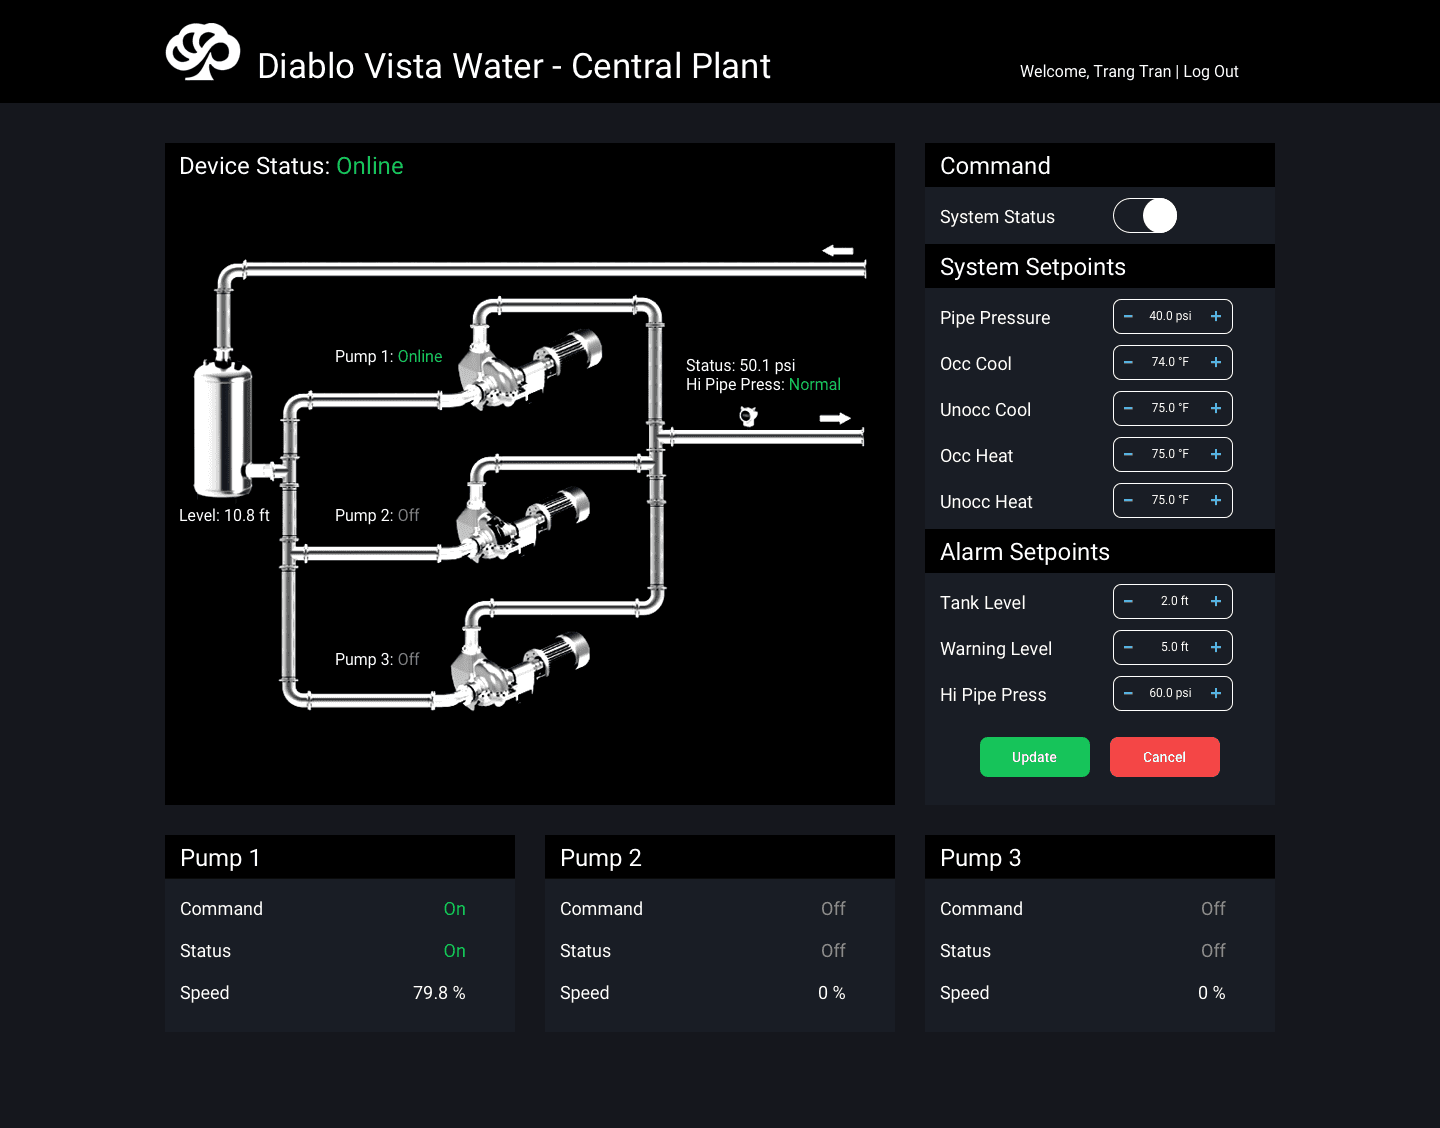 Diablo Vista Water - Central Plant
Welcome, Trang Tran | Log Out
Device Status: Online
Pump 1: Online
Status: 50.1 psi
Hi Pipe Press: Normal
Level: 10.8 ft
Pump 2: Off
Pump 3: Off
Command
System Status
System Setpoints
Pipe Pressure − 40.0 psi +
Occ Cool − 74.0 °F +
Unocc Cool − 75.0 °F +
Occ Heat − 75.0 °F +
Unocc Heat − 75.0 °F +
Alarm Setpoints
Tank Level − 2.0 ft +
Warning Level − 5.0 ft +
Hi Pipe Press − 60.0 psi +
Update Cancel
Pump 1
Command On
Status On
Speed 79.8 %
Pump 2
Command Off
Status Off
Speed 0 %
Pump 3
Command Off
Status Off
Speed 0 %